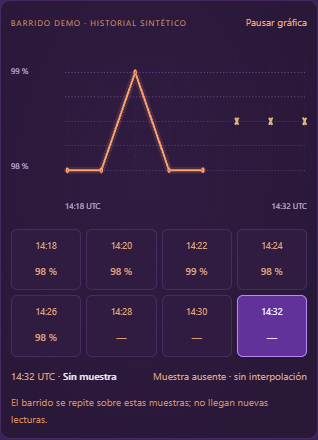 BARRIDO DEMO · HISTORIAL SINTÉTICO Pausar gráfica
99 %
98 %
14:18 UTC 14:32 UTC
14:18 14:20 14:22 14:24
98 % 98 % 99 % 98 %
14:26 14:28 14:30 14:32
98 % — — —
14:32 UTC · Sin muestra Muestra ausente · sin interpolación
El barrido se repite sobre estas muestras; no llegan nuevas
lecturas.